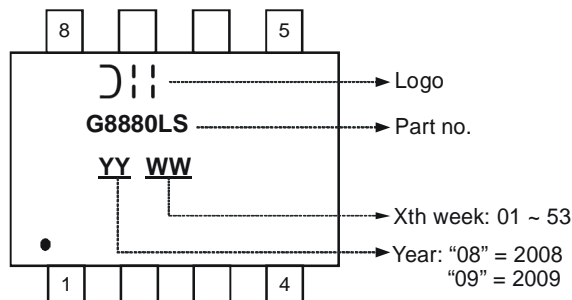 8 5
Logo
G8880LS Part no.
YY WW
Xth week: 01 ~ 53
Year: “08” = 2008
“09” = 2009
1 4